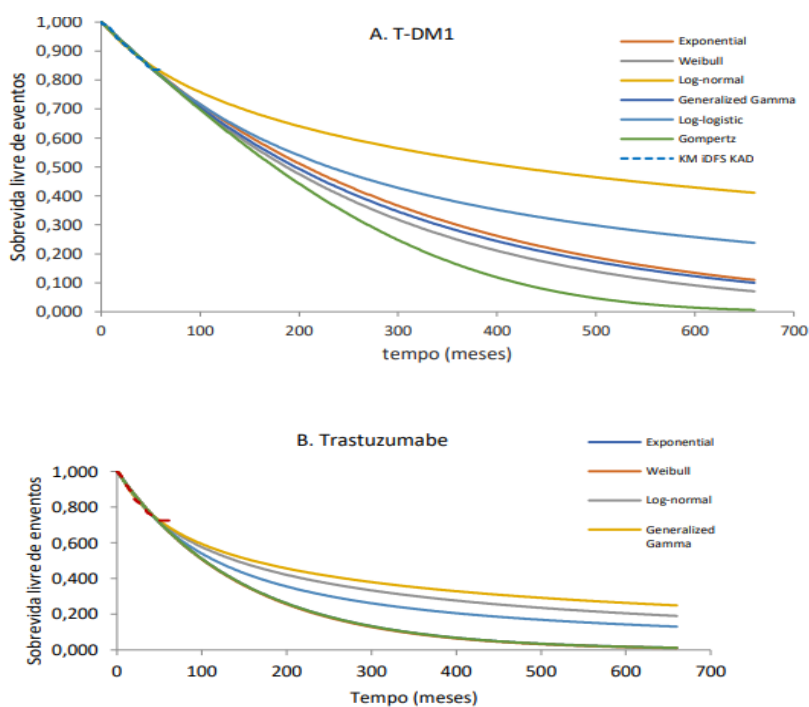 A. T-DM1
Sobrevida livre de eventos
1,000
0,900
0,800
0,700
0,600
0,500
0,400
0,300
0,200
0,100
0,000
0 100 200 300 400 500 600 700
tempo (meses)
Exponential
Weibull
Log-normal
Generalized Gamma
Log-logistic
Gompertz
KM iDFS KAD
B. Trastuzumabe
Sobrevida livre de enventos
1,000
0,800
0,600
0,400
0,200
0,000
0 100 200 300 400 500 600 700
Tempo (meses)
Exponential
Weibull
Log-normal
Generalized
Gamma